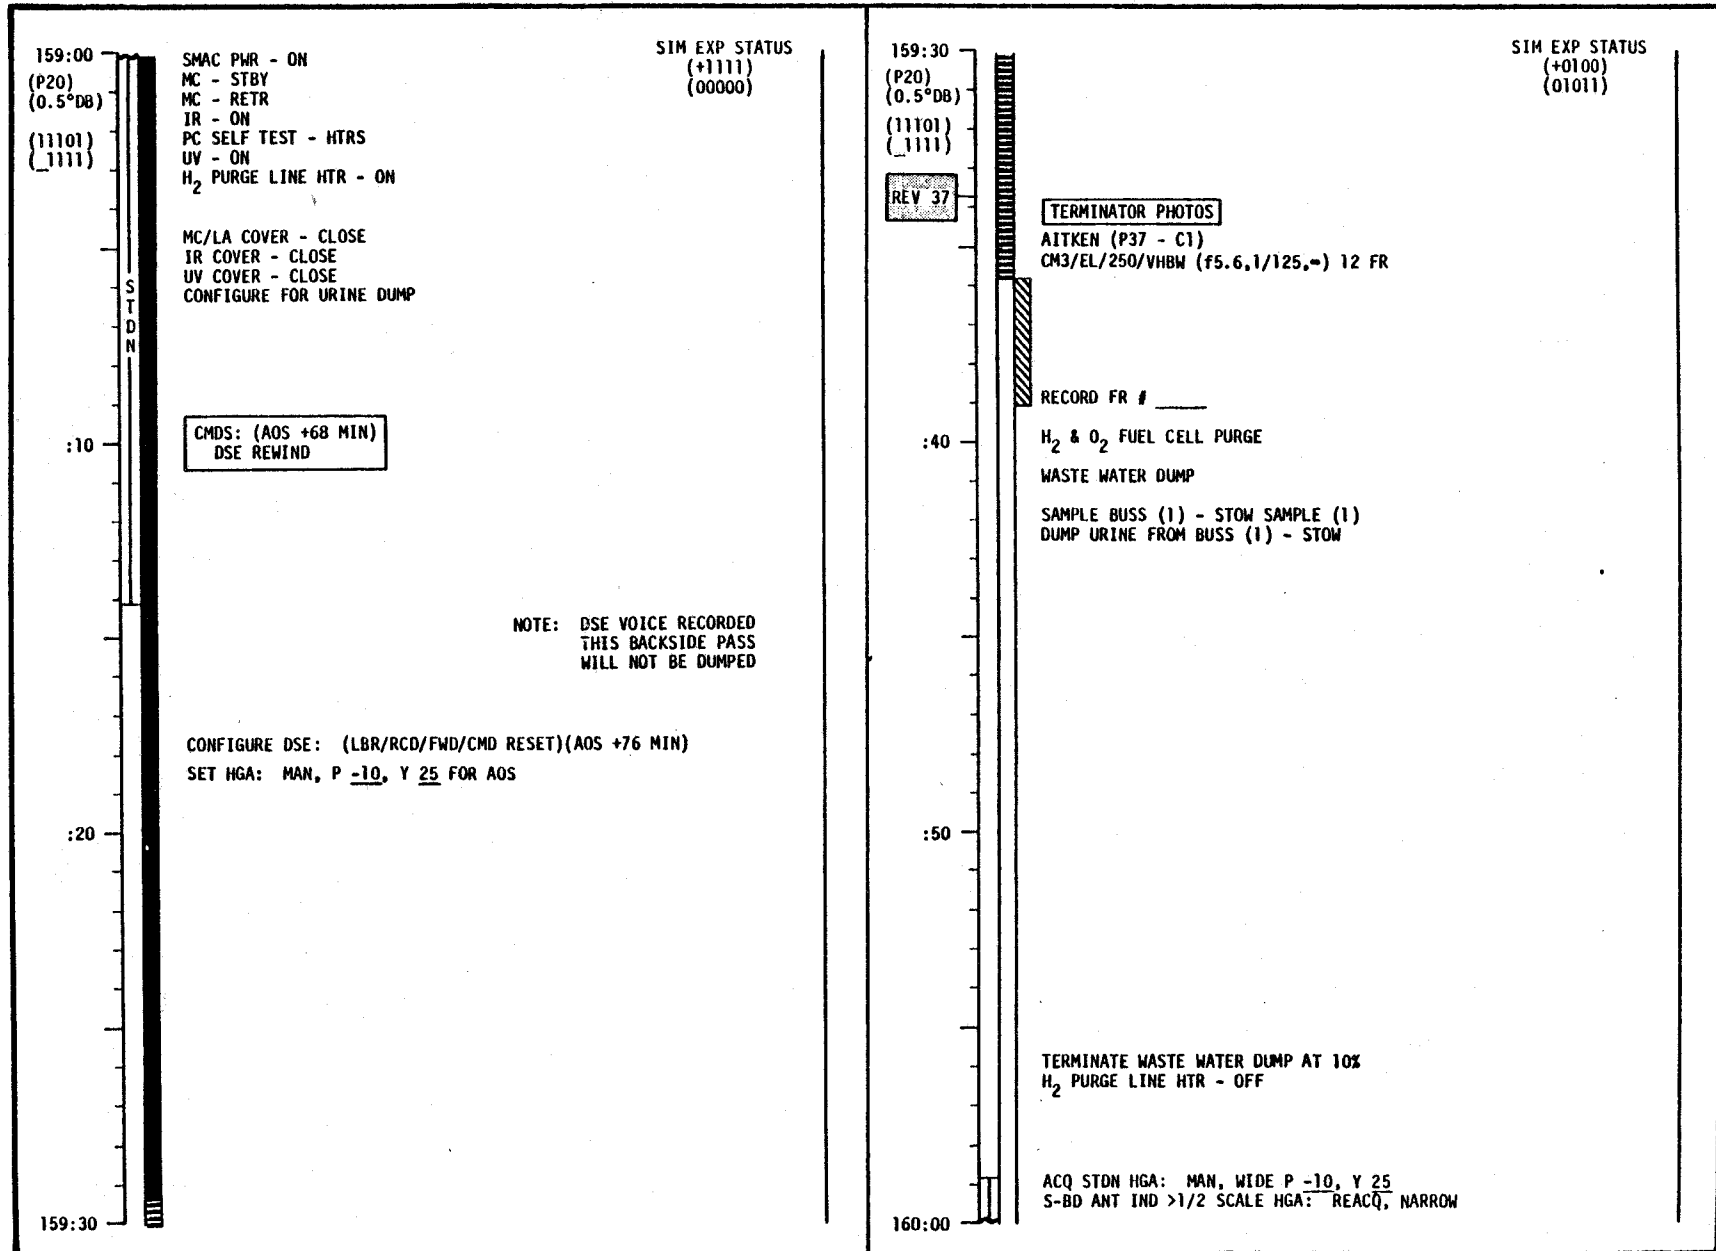 159:00
(P20)
(0.5°DB)
(11101)
(_1111)
STDN
:10
:20
159:30
SIM EXP STATUS
(+1111)
(00000)
SMAC PWR - ON
MC - STBY
MC - RETR
IR - ON
PC SELF TEST - HTRS
UV - ON
H2 PURGE LINE HTR - ON
MC/LA COVER - CLOSE
IR COVER - CLOSE
UV COVER - CLOSE
CONFIGURE FOR URINE DUMP
CMDS: (AOS +68 MIN)
DSE REWIND
NOTE: DSE VOICE RECORDED
THIS BACKSIDE PASS
WILL NOT BE DUMPED
CONFIGURE DSE: (LBR/RCD/FWD/CMD RESET)(AOS +76 MIN)
SET HGA: MAN, P -10, Y 25 FOR AOS
159:30
(P20)
(0.5°DB)
(11101)
(_1111)
REV 37
:40
:50
160:00
SIM EXP STATUS
(+0100)
(01011)
TERMINATOR PHOTOS
AITKEN (P37 - C1)
CM3/EL/250/VHBW (f5.6,1/125,∞) 12 FR
RECORD FR # _____
H2 & O2 FUEL CELL PURGE
WASTE WATER DUMP
SAMPLE BUSS (1) - STOW SAMPLE (1)
DUMP URINE FROM BUSS (1) - STOW
TERMINATE WASTE WATER DUMP AT 10%
H2 PURGE LINE HTR - OFF
ACQ STDN HGA: MAN, WIDE P -10, Y 25
S-BD ANT IND >1/2 SCALE HGA: REACQ, NARROW